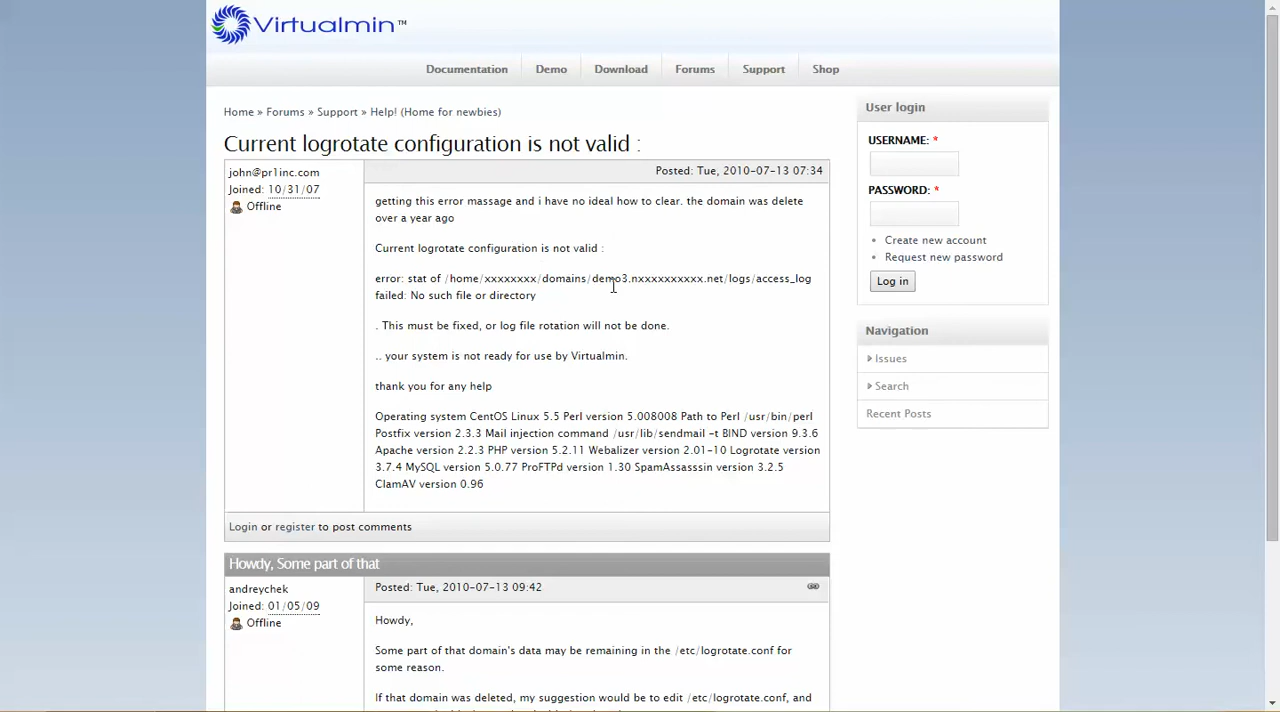 Virtualmin™
Documentation Demo Download Forums Support Shop
Home » Forums » Support » Help! (Home for newbies)
Current logrotate configuration is not valid :
john@pr1inc.com
Joined: 10/31/07
Offline
Posted: Tue, 2010-07-13 07:34
getting this error massage and i have no ideal how to clear. the domain was delete
over a year ago
Current logrotate configuration is not valid :
error: stat of /home/xxxxxxxx/domains/demo3.nxxxxxxxxxx.net/logs/access_log
failed: No such file or directory
. This must be fixed, or log file rotation will not be done.
.. your system is not ready for use by Virtualmin.
thank you for any help
Operating system CentOS Linux 5.5 Perl version 5.008008 Path to Perl /usr/bin/perl
Postfix version 2.3.3 Mail injection command /usr/lib/sendmail -t BIND version 9.3.6
Apache version 2.2.3 PHP version 5.2.11 Webalizer version 2.01-10 Logrotate version
3.7.4 MySQL version 5.0.77 ProFTPd version 1.30 SpamAssasssin version 3.2.5
ClamAV version 0.96
Login or register to post comments
Howdy, Some part of that
andreychek
Joined: 01/05/09
Offline
Posted: Tue, 2010-07-13 09:42
Howdy,
Some part of that domain's data may be remaining in the /etc/logrotate.conf for
some reason.
If that domain was deleted, my suggestion would be to edit /etc/logrotate.conf, and
User login
USERNAME: *
PASSWORD: *
Create new account
Request new password
Log in
Navigation
Issues
Search
Recent Posts